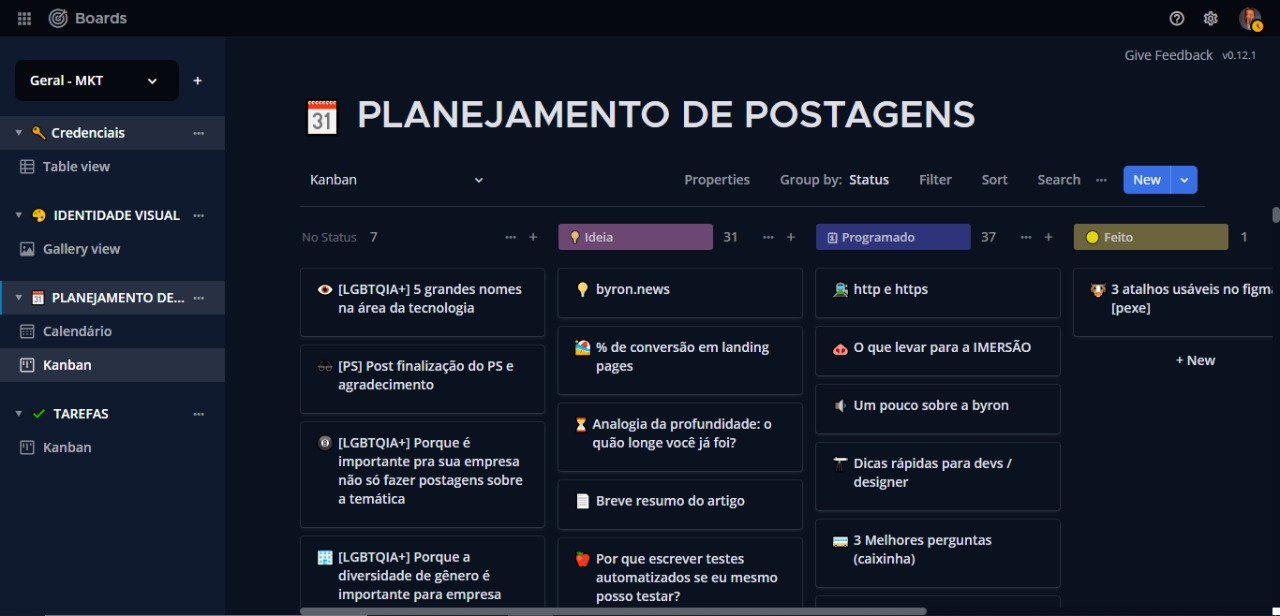 Boards
Give Feedback v0.12.1
Geral - MKT
+
Credenciais
Table view
IDENTIDADE VISUAL
Gallery view
PLANEJAMENTO DE...
Calendário
Kanban
TAREFAS
Kanban
31 PLANEJAMENTO DE POSTAGENS
Kanban
Properties Group by: Status Filter Sort Search ··· New
No Status 7 ··· +
[LGBTQIA+] 5 grandes nomes
na área da tecnologia
[PS] Post finalização do PS e
agradecimento
[LGBTQIA+] Porque é
importante pra sua empresa
não só fazer postagens sobre
a temática
[LGBTQIA+] Porque a
diversidade de gênero é
importante para empresa
Ideia 31 ··· +
byron.news
% de conversão em landing
pages
Analogia da profundidade: o
quão longe você já foi?
Breve resumo do artigo
Por que escrever testes
automatizados se eu mesmo
posso testar?
Programado 37 ··· +
http e https
O que levar para a IMERSÃO
Um pouco sobre a byron
Dicas rápidas para devs /
designer
3 Melhores perguntas
(caixinha)
Feito 1
3 atalhos usáveis no figma
[pexe]
+ New